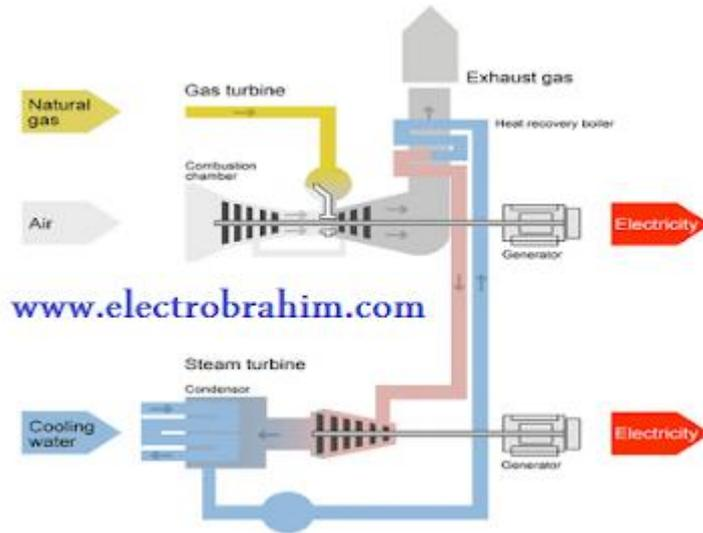 Exhaust gas
Gas turbine
Natural
gas
Heat recovery boiler
Combustion
chamber
Air
Electricity
Generator
www.electrobrahim.com
Steam turbine
Condensor
Cooling
water
Electricity
Generator